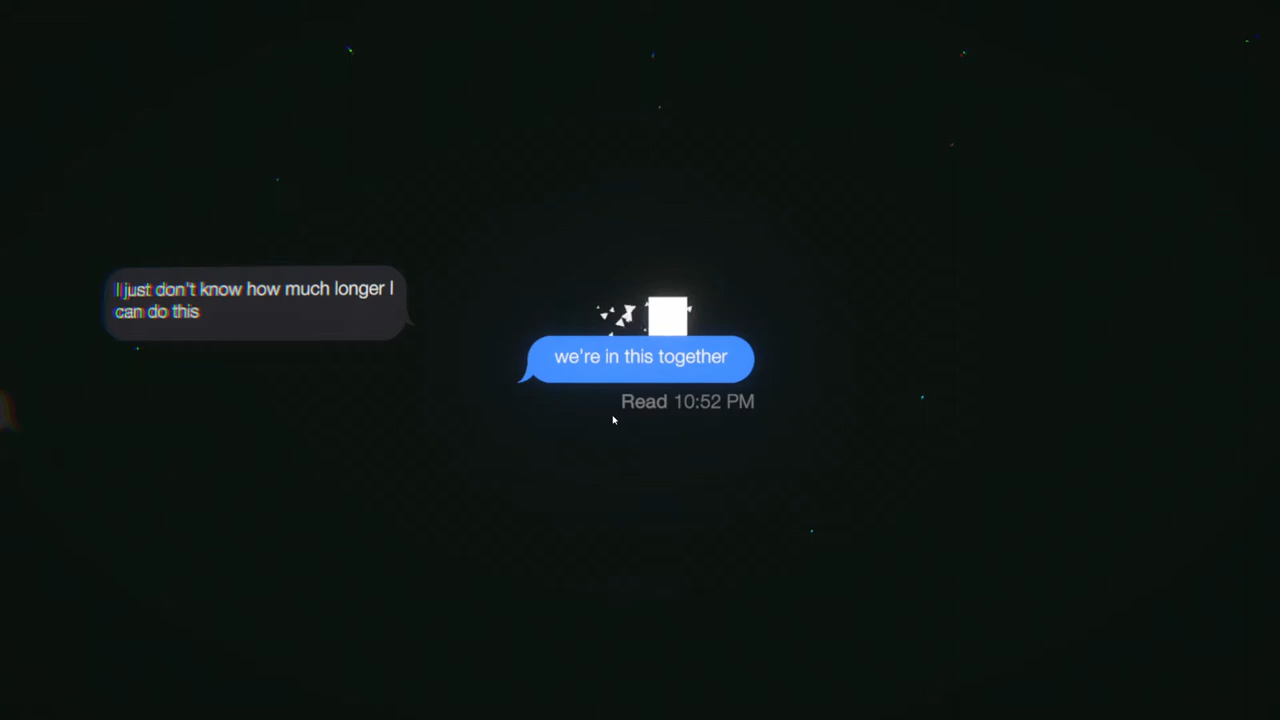 I just don't know how much longer I
can do this
we're in this together
Read 10:52 PM